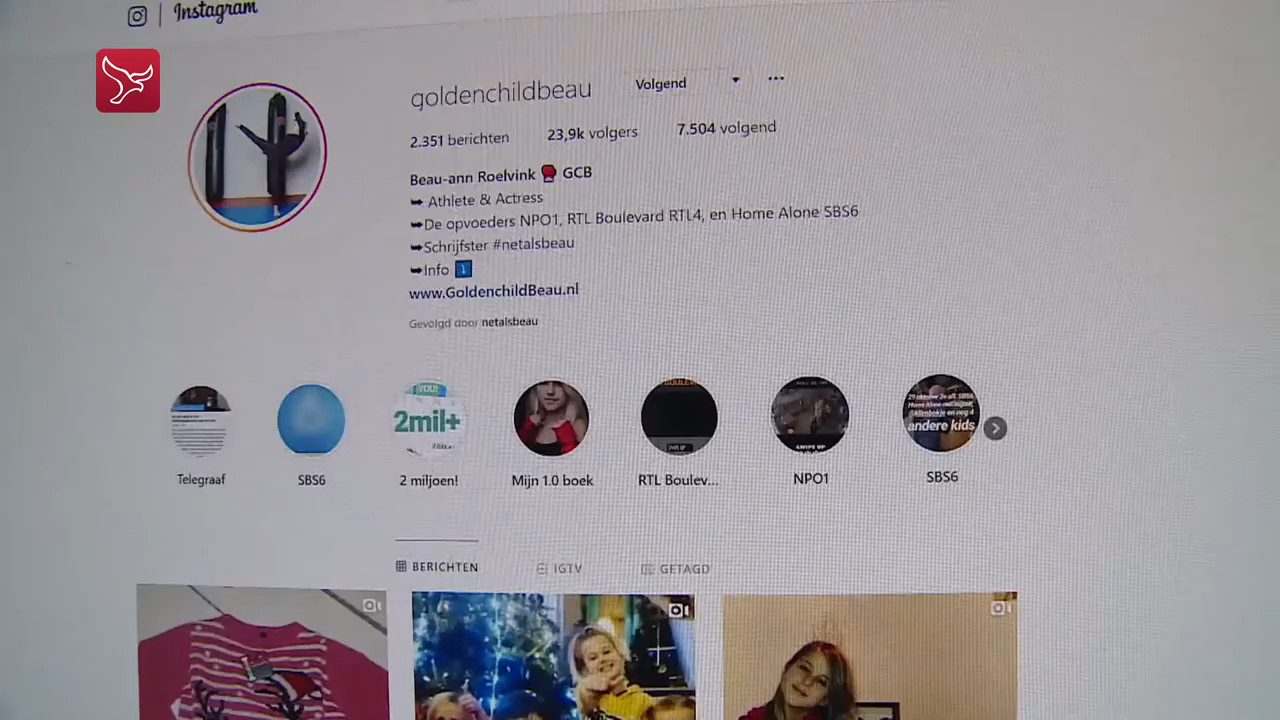 Instagram
goldenchildbeau Volgend
2.351 berichten 23,9k volgers 7.504 volgend
Beau-ann Roelvink GCB
Athlete & Actress
De opvoeders NPO1, RTL Boulevard RTL4, en Home Alone SBS6
Schrijfster #netalsbeau
Info
www.GoldenchildBeau.nl
Gevolgd door netalsbeau
YOU!
2mil+
andere kids
Telegraaf SBS6 2 miljoen! Mijn 1.0 boek RTL Boulev... NPO1 SBS6
BERICHTEN IGTV GETAGD